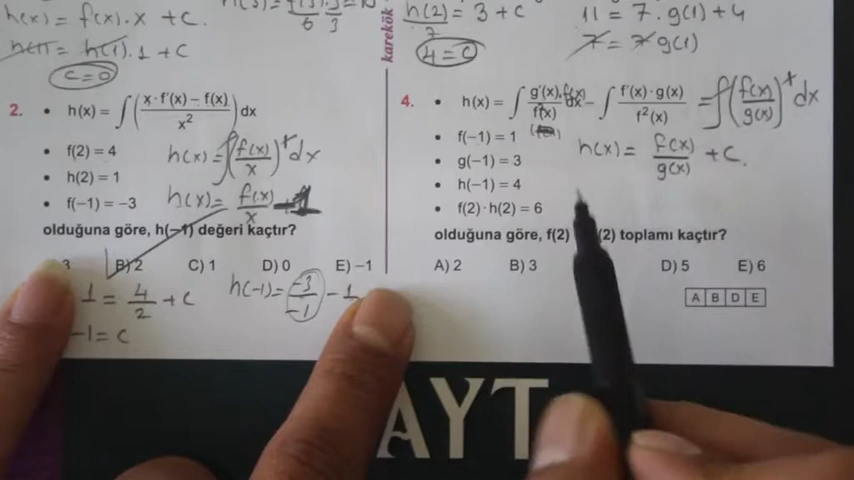 h(x) = f(x).x + C.
h(1) = h(1).1 + C
C=0
h(2) = 3 + C
4 = C
karekök
11 = 7.g(1)+4
7 = 7 g(1)
2.
• h(x) = ∫ ( x · f'(x) – f(x) / x² ) dx
• f(2) = 4
• h(2) = 1
• f(–1) = –3
h(x) = ∫ ( f(x) / x )' dx
h(x) = f(x) / x - 1
olduğuna göre, h(–1) değeri kaçtır?
3 B) 2 C) 1 D) 0 E) –1
1 = 4/2 + C
-1 = C
h(-1) = -3/-1 - 1
4.
• h(x) = ∫ g'(x).f(x) / f²(x) dx – ∫ f'(x) · g(x) / f²(x) = ∫ ( f(x) / g(x) )' dx
• f(–1) = 1
• g(–1) = 3
• h(–1) = 4
• f(2) · h(2) = 6
h(x) = f(x) / g(x) + C.
olduğuna göre, f(2) (2) toplamı kaçtır?
A) 2 B) 3 D) 5 E) 6
A B D E
AYT